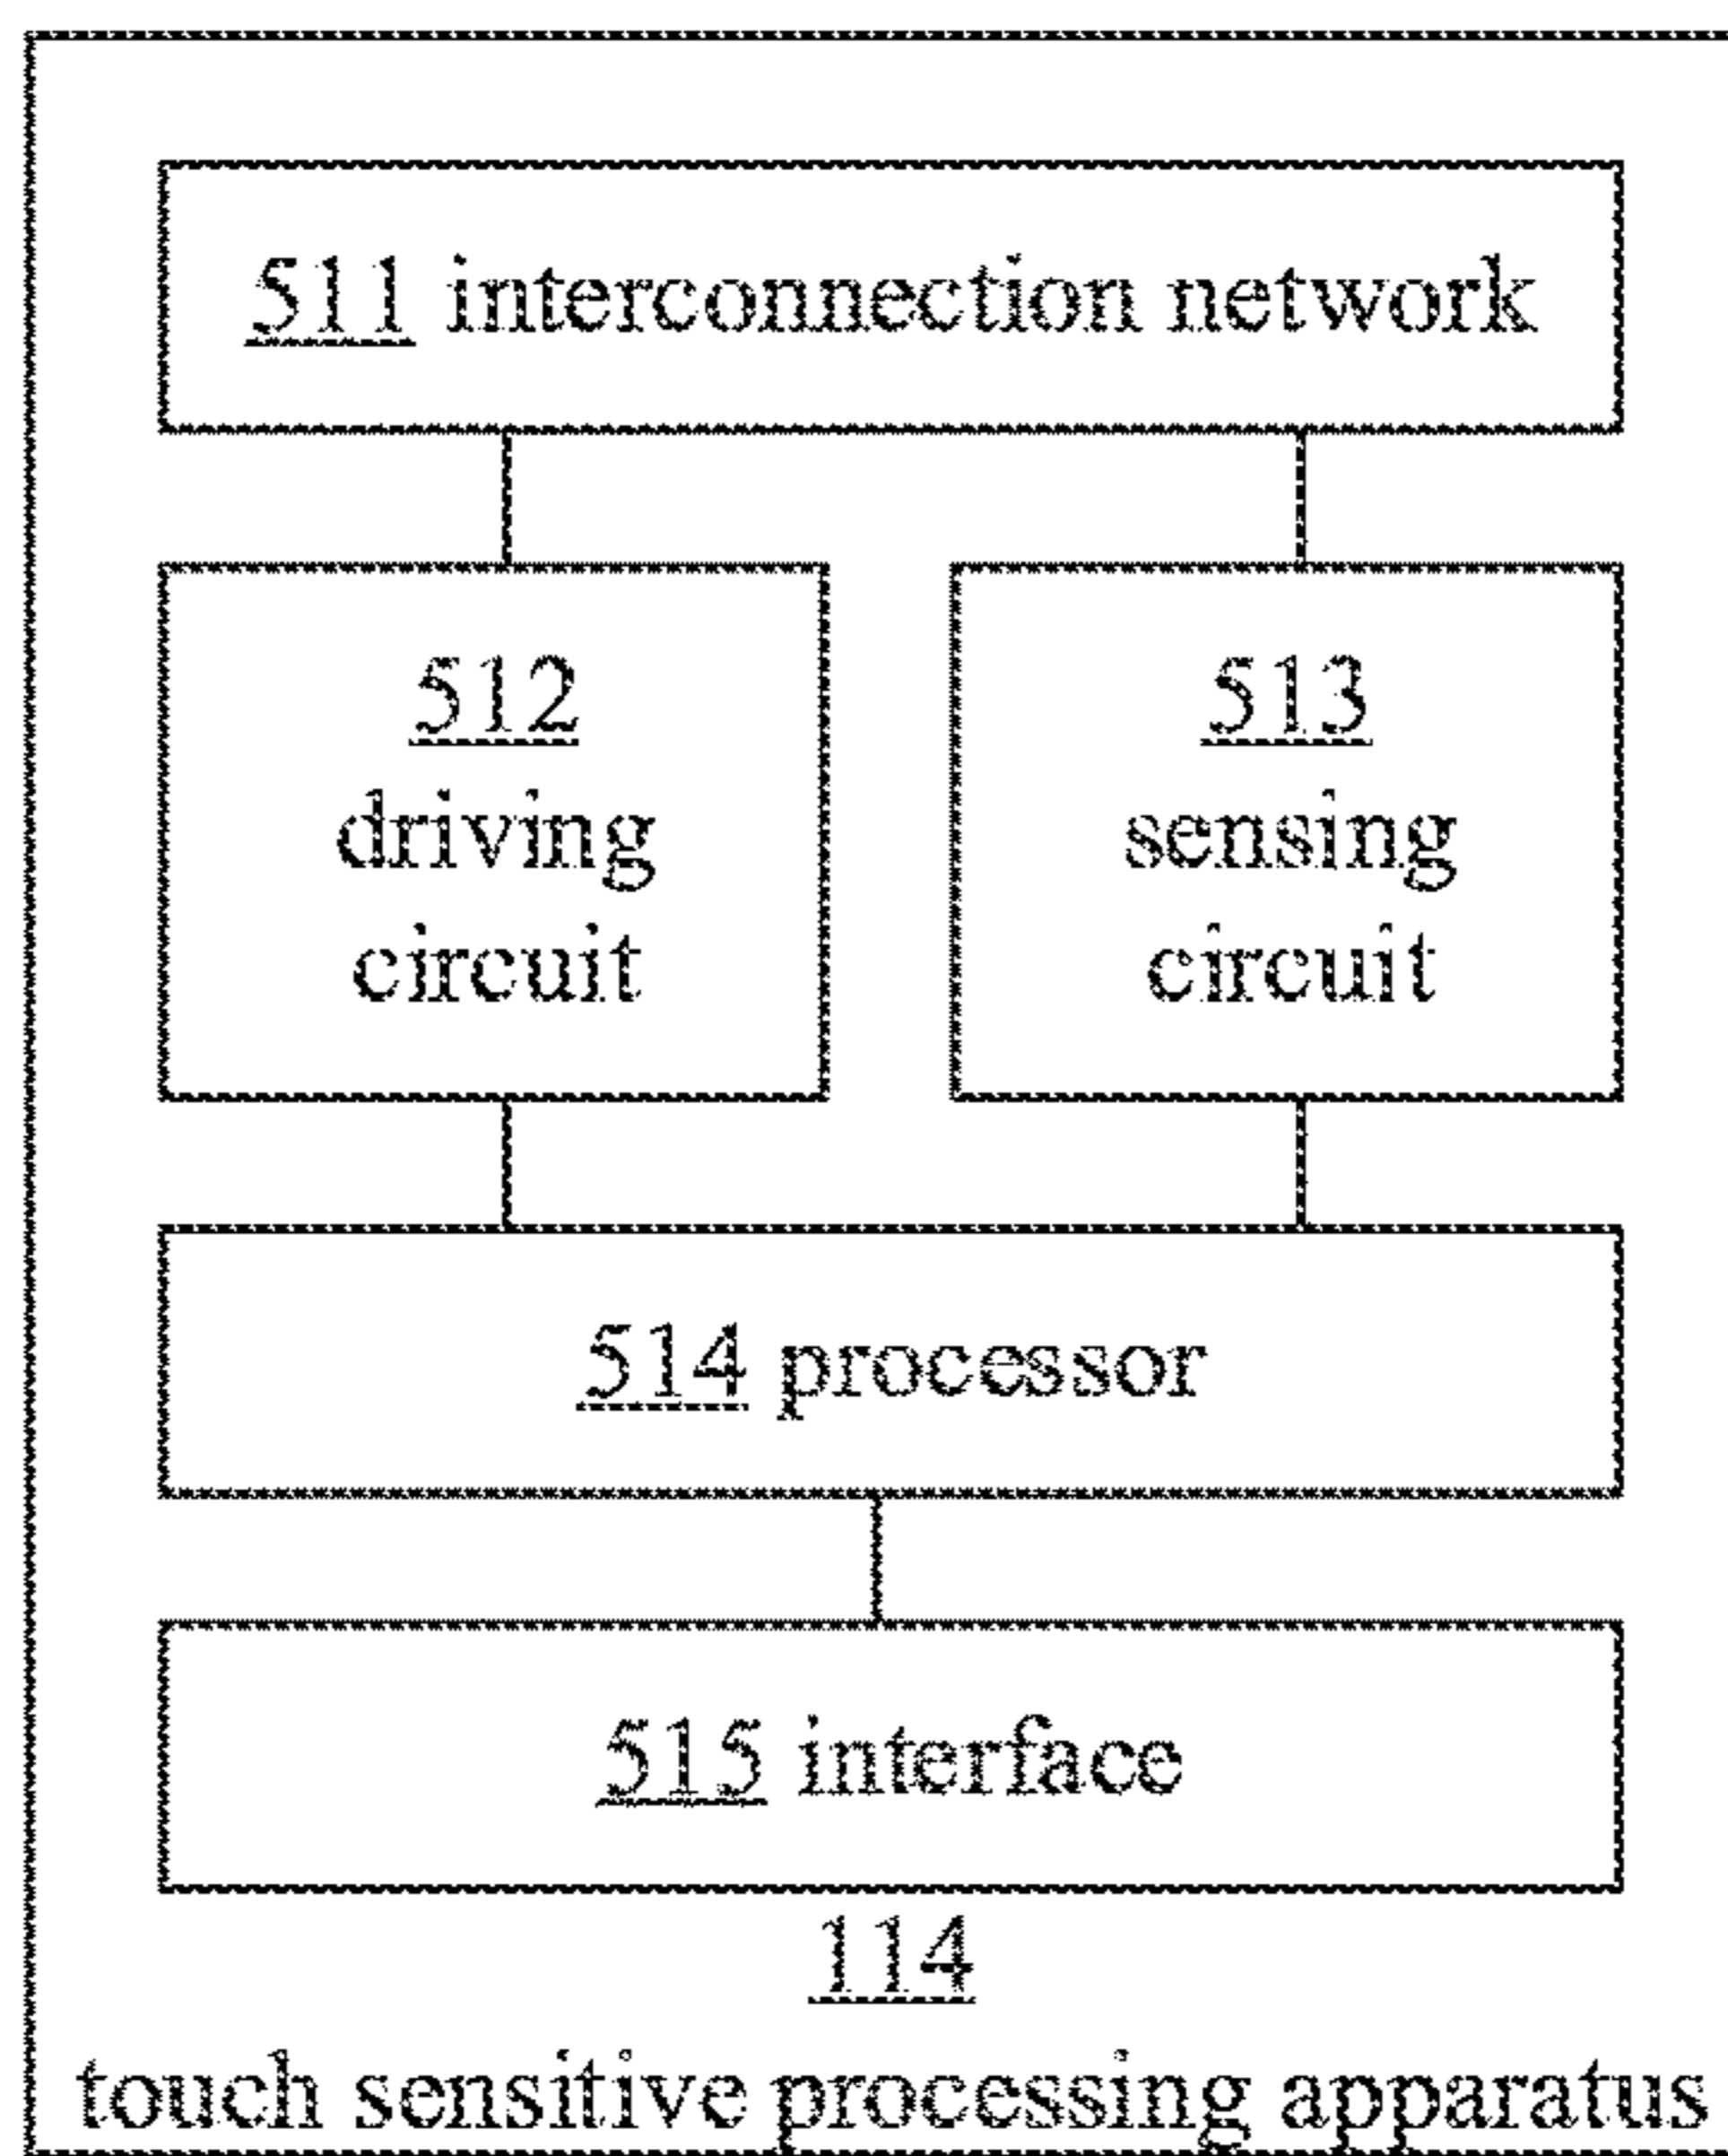 511 interconnection network
512
driving
circuit
513
sensing
circuit
514 processor
515 interface
114
touch sensitive processing apparatus